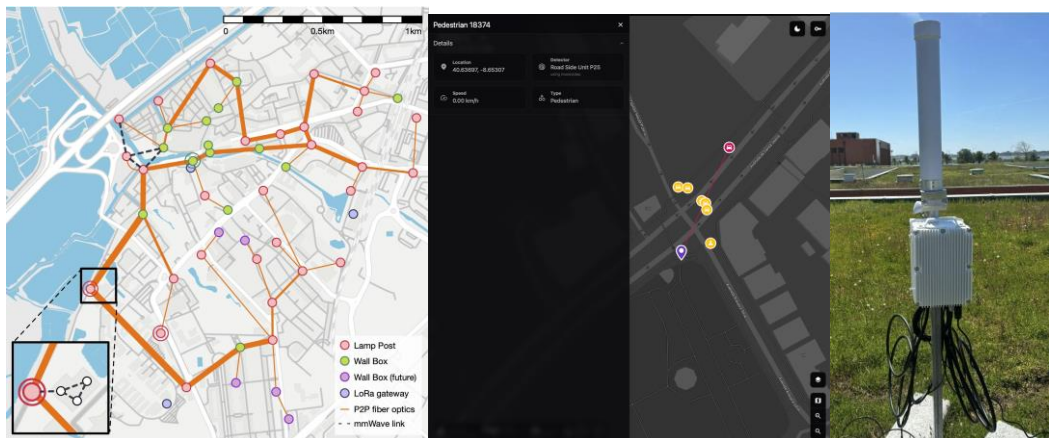 0
0.5km
1km
Lamp Post
Wall Box
Wall Box (future)
LoRa gateway
P2P fiber optics
mmWave link
Pedestrian 18374
Details
Location
40.63697, -8.65307
Detector
Road Side Unit P25
Speed
0.00 km/h
Type
Pedestrian